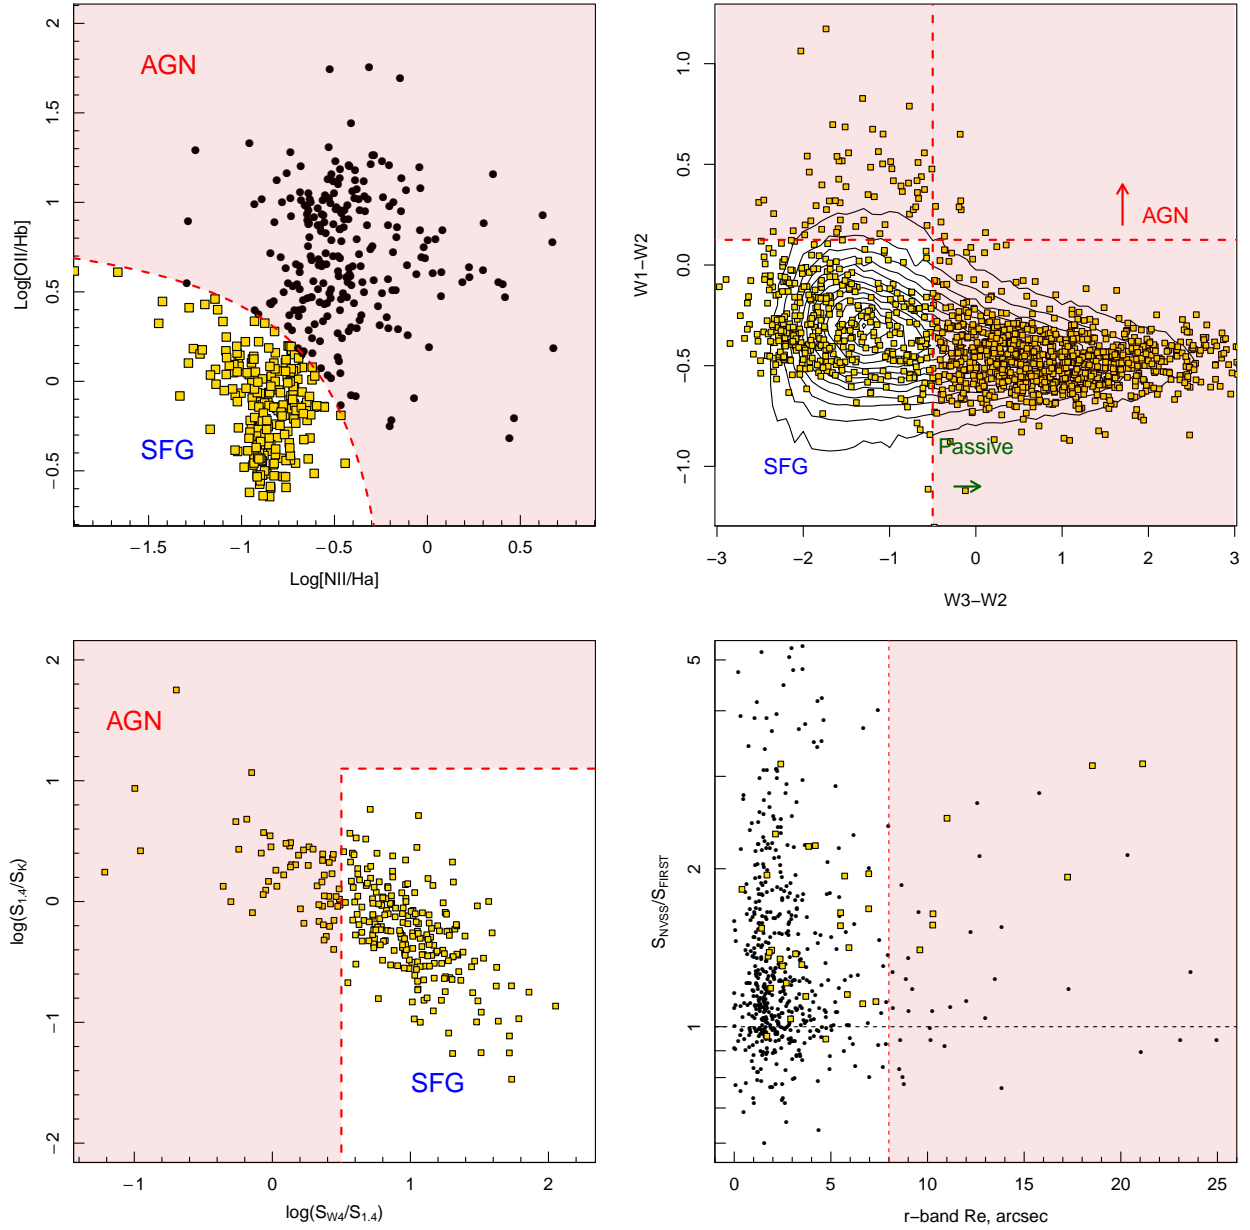 2
1.5
1
0.5
0
−0.5
AGN
SFG
−1.5
−1
−0.5
0
0.5
Log[OII/Hb]
Log[NII/Ha]
1.0
0.5
0.0
−0.5
−1.0
AGN
Passive
SFG
−3
−2
−1
0
1
2
3
W1−W2
W3−W2
2
1
0
−1
−2
AGN
SFG
−1
0
1
2
log(S1.4/SK)
log(SW4/S1.4)
5
2
1
0
5
10
15
20
25
SNVSS/SFIRST
r−band Re, arcsec